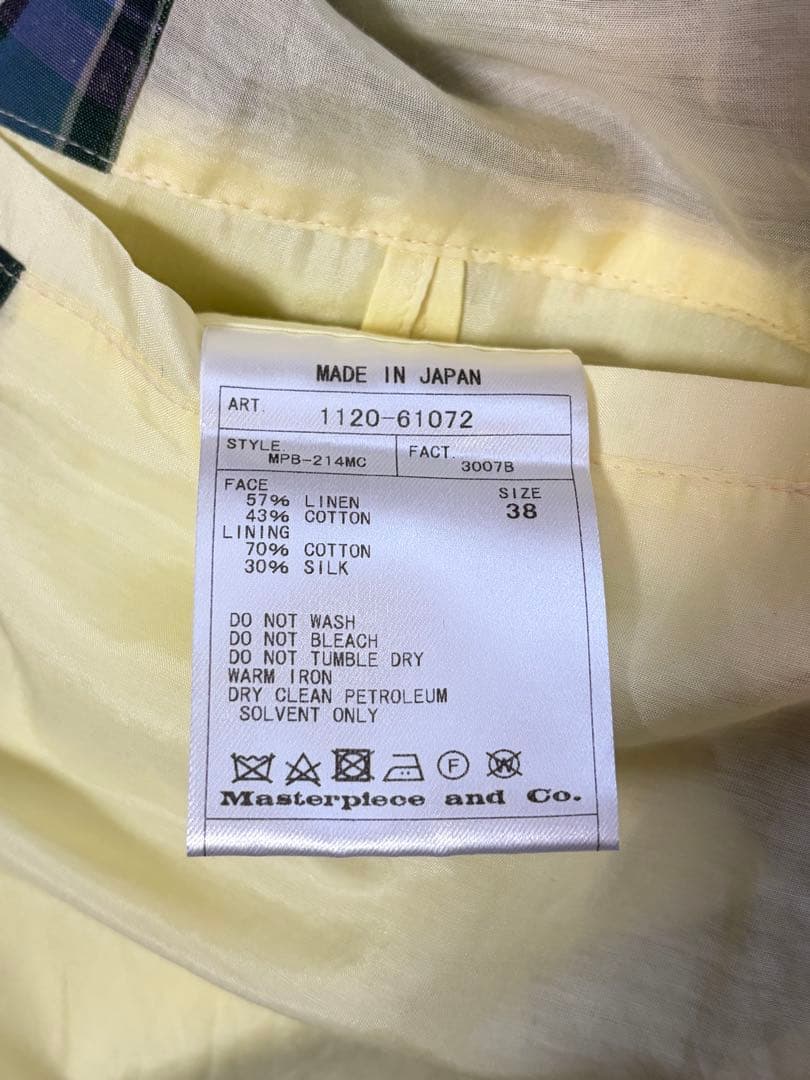 MADE IN JAPAN
ART. 1120-61072
STYLE MPB-214MC FACT. 3007B
FACE
57% LINEN SIZE
43% COTTON 38
LINING
70% COTTON
30% SILK
DO NOT WASH
DO NOT BLEACH
DO NOT TUMBLE DRY
WARM IRON
DRY CLEAN PETROLEUM
SOLVENT ONLY
F W
Masterpiece and Co.